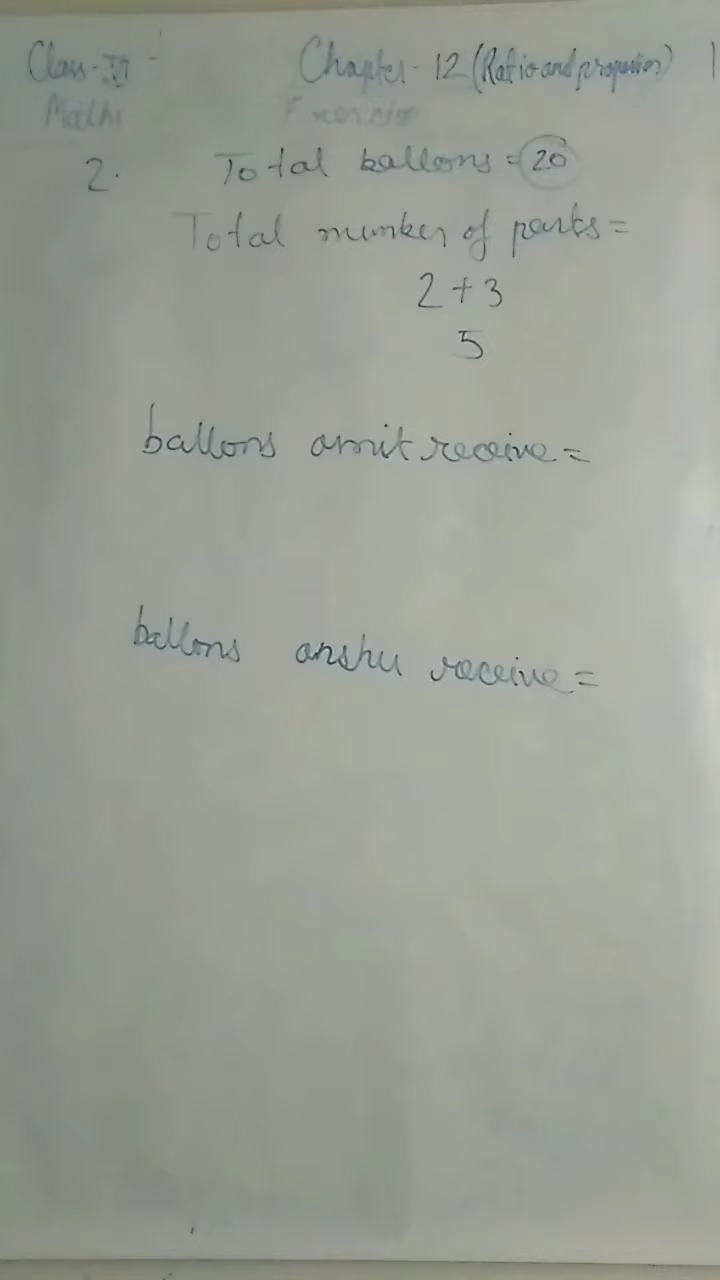 Class-VI Chapter-12 (Ratio and proportion) 1
Maths Exercise
2. Total ballons = 20
Total number of parts =
2+3
5
ballons amit receive =
ballons anshu receive =